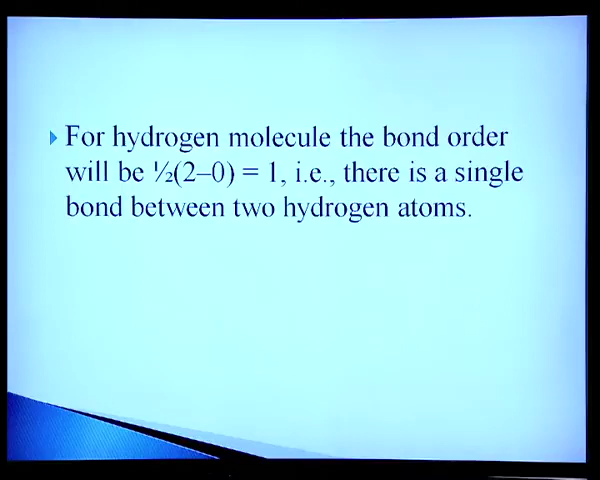 For hydrogen molecule the bond order
will be ½(2–0) = 1, i.e., there is a single
bond between two hydrogen atoms.